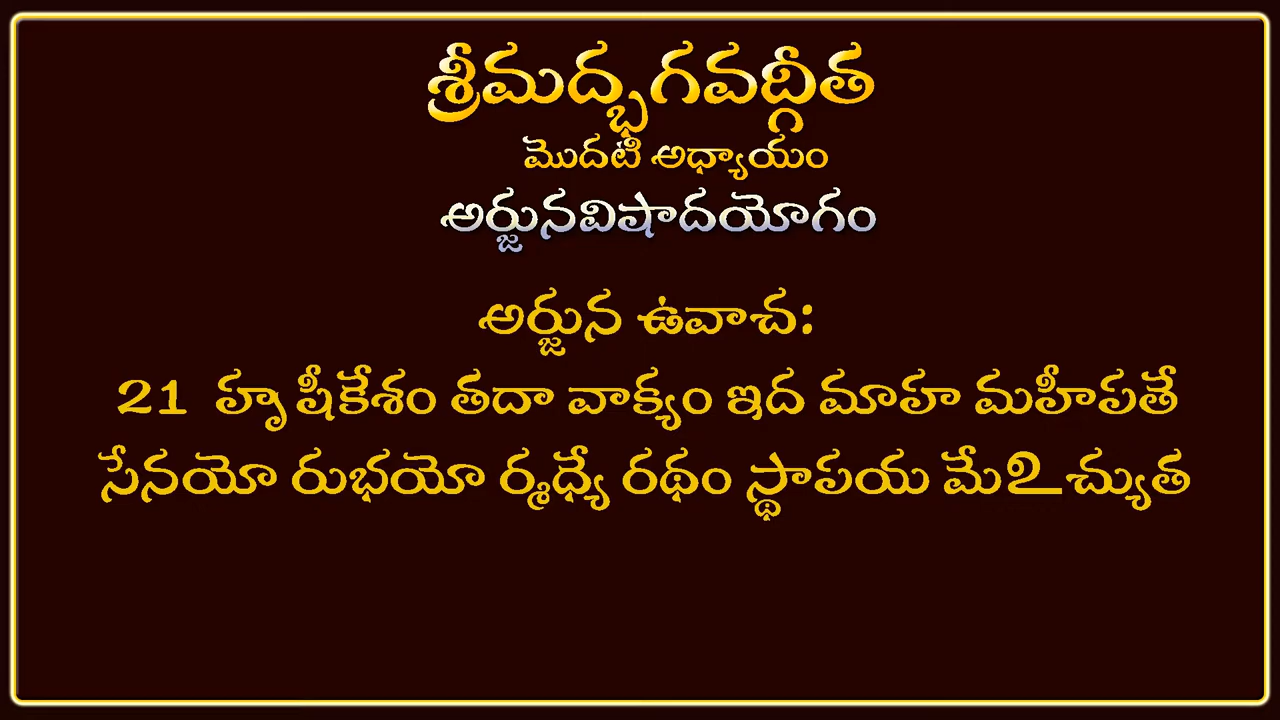 శ్రీమద్భగవద్గీత
మొదటి అధ్యాయం
అర్జునవిషాదయోగం
అర్జున ఉవాచ:
21 హృషీకేశం తదా వాక్యం ఇద మాహ మహీపతే
సేనయో రుభయో ర్మధ్యే రథం స్థాపయ మేఽచ్యుత